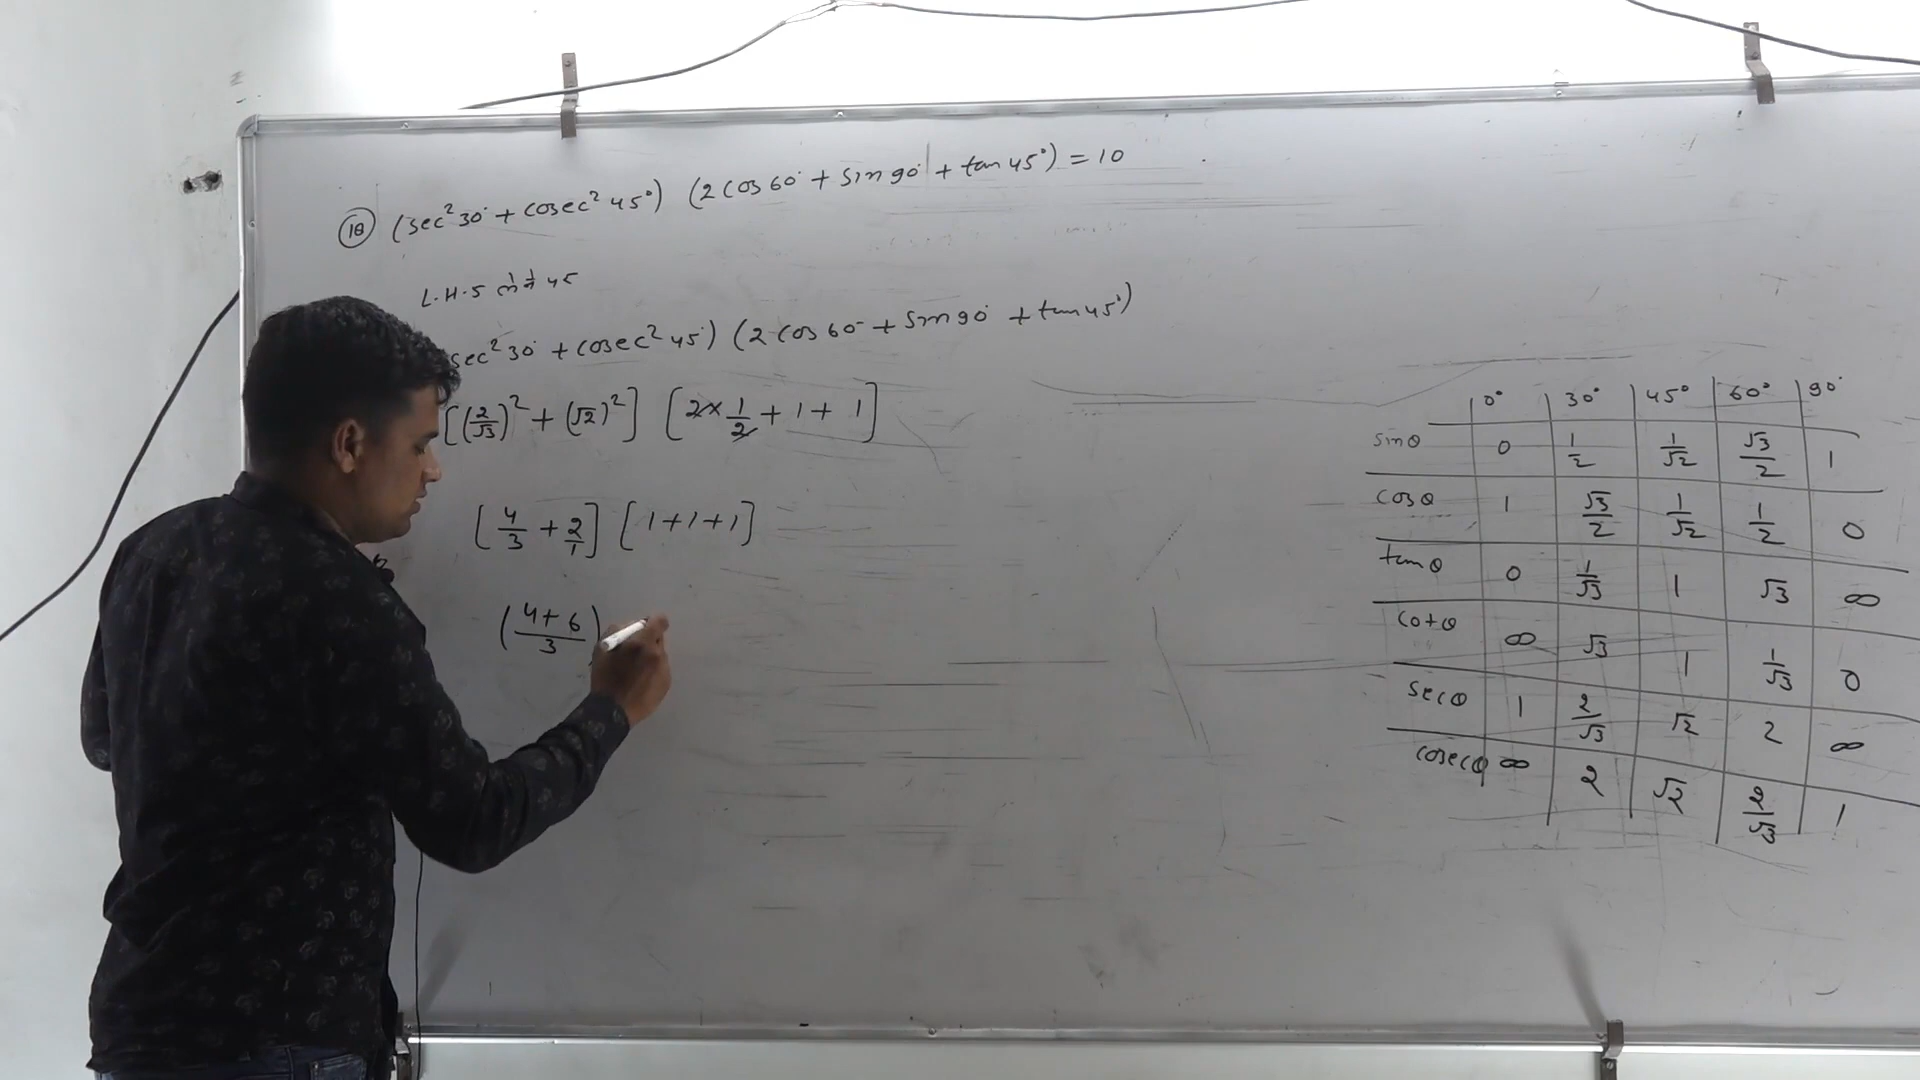 (18) (sec² 30° + cosec² 45°) (2 cos 60° + sin 90° + tan 45°) = 10
L.H.S
sec² 30° + cosec² 45°) (2 cos 60° + sin 90° + tan 45°)
[(2/√3)² + (√2)²] [2 × 1/2 + 1 + 1]
[4/3 + 2/1] [1 + 1 + 1]
(4 + 6/3)
0° 30° 45° 60° 90°
sinθ 0 1/2 1/√2 √3/2 1
cosθ 1 √3/2 1/√2 1/2 0
tanθ 0 1/√3 1 √3 ∞
cotθ ∞ √3 1 1/√3 0
secθ 1 2/√3 √2 2 ∞
cosecθ ∞ 2 √2 2/√3 1